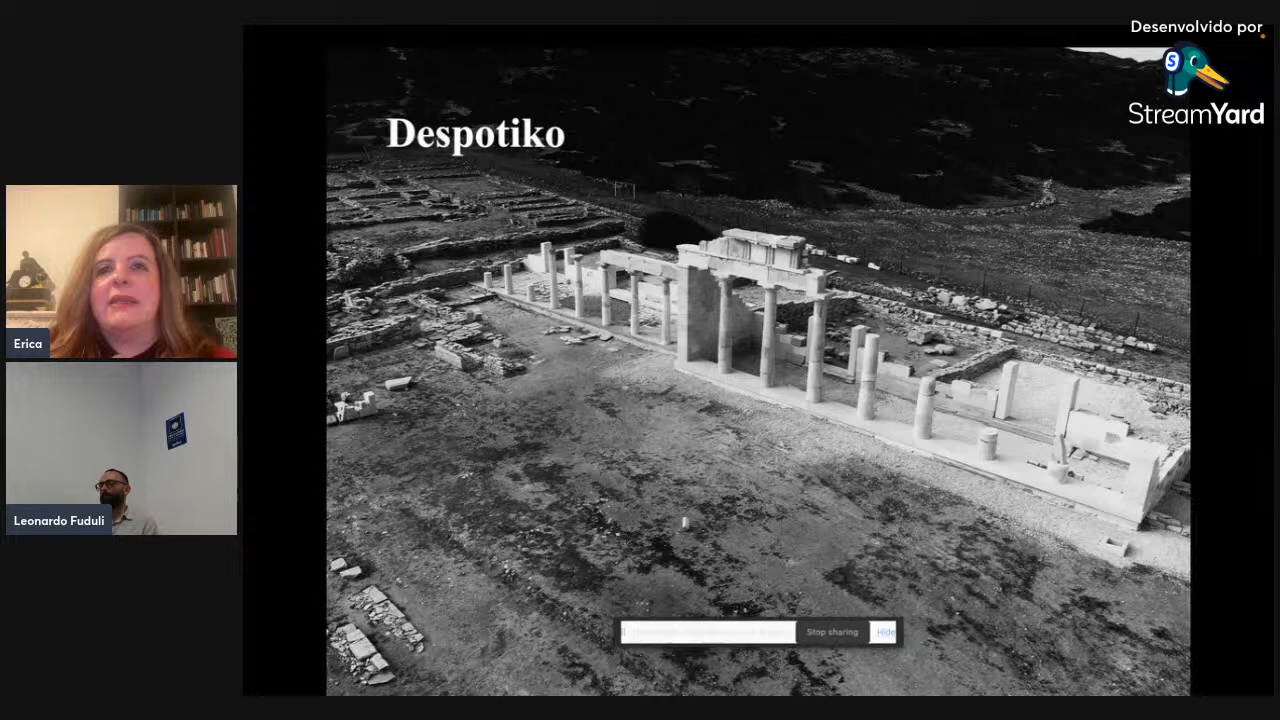 Desenvolvido por
StreamYard
Despotiko
Erica
Leonardo Fuduli
Stop sharing
Hide